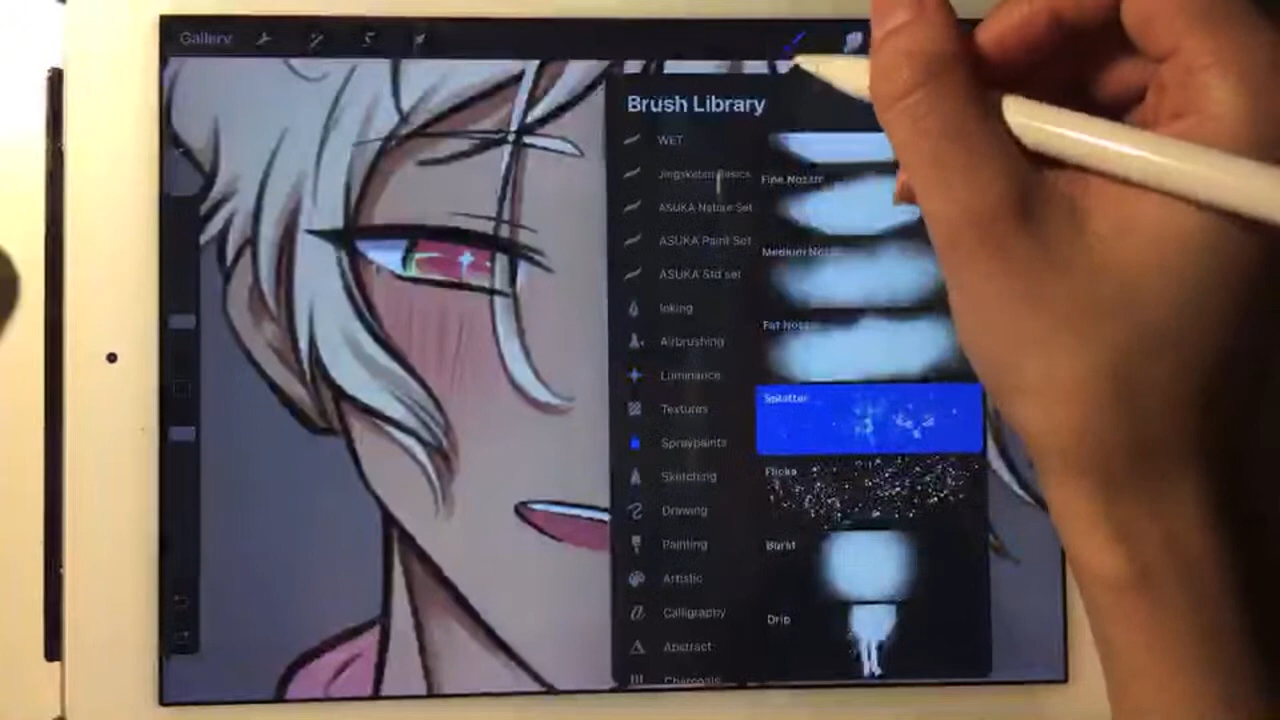 Gallery
Brush Library
WET
Jingsketch Basics
ASUKA Nature Set
ASUKA Paint Set
ASUKA Std set
Inking
Airbrushing
Luminance
Textures
Spraypaints
Sketching
Drawing
Painting
Artistic
Calligraphy
Abstract
Charcoals
Fine Nozzle
Medium Nozzle
Fat Nozzle
Splatter
Flicks
Burst
Drip